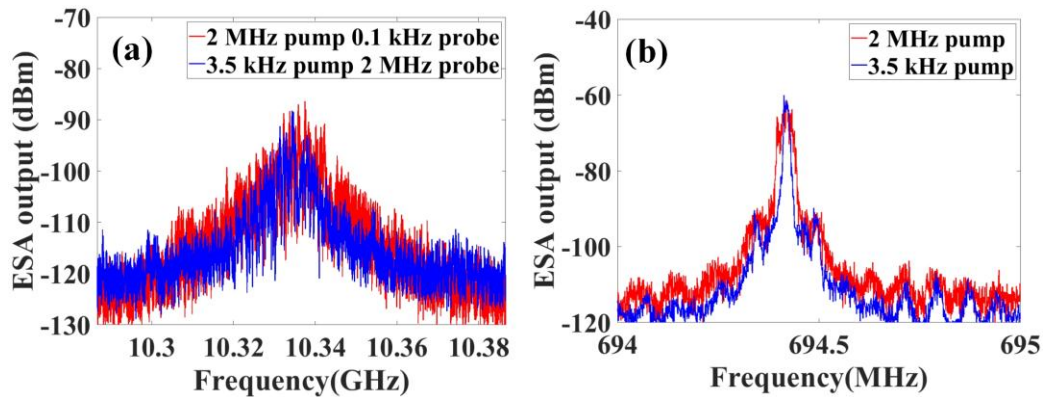 (a)
2 MHz pump 0.1 kHz probe
3.5 kHz pump 2 MHz probe
ESA output (dBm)
-70
-80
-90
-100
-110
-120
-130
10.3
10.32
10.34
10.36
10.38
Frequency(GHz)
(b)
2 MHz pump
3.5 kHz pump
ESA output (dBm)
-40
-60
-80
-100
-120
694
694.5
695
Frequency(MHz)